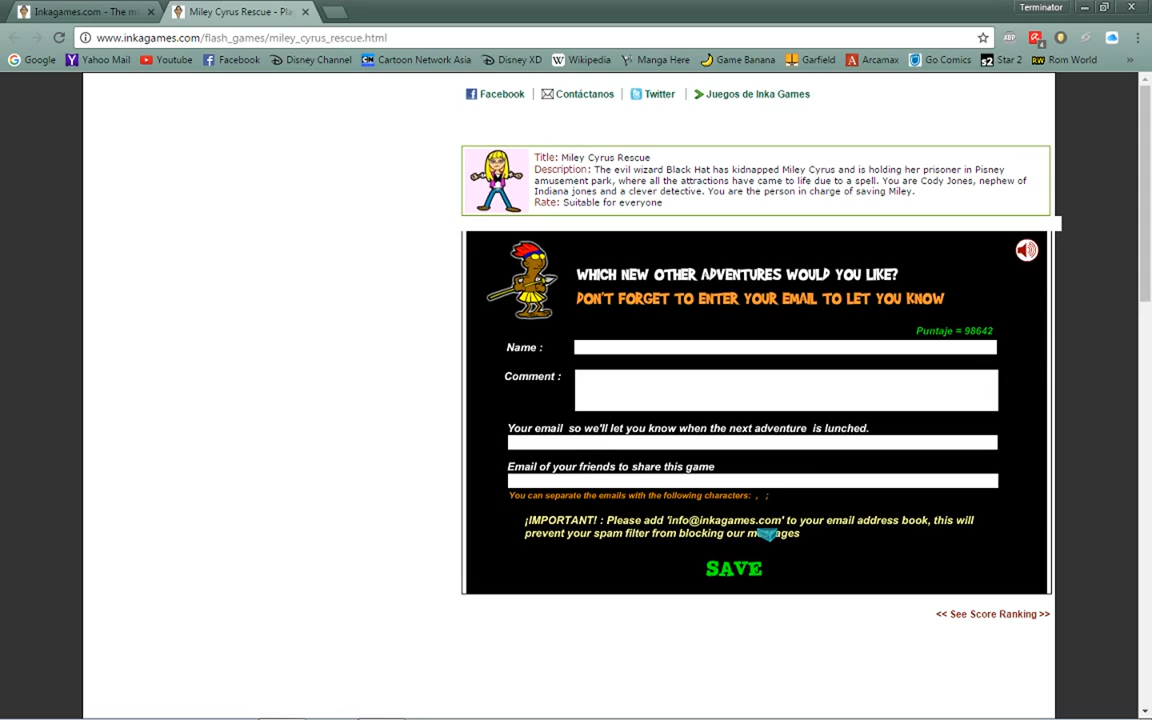 Inkagames.com - The m
Miley Cyrus Rescue - Pla
Terminator
www.inkagames.com/flash_games/miley_cyrus_rescue.html
ABP
4
Google
Yahoo Mail
Youtube
Facebook
Disney Channel
Cartoon Network Asia
Disney XD
Wikipedia
Manga Here
Game Banana
Garfield
Arcamax
Go Comics
Star 2
Rom World
Facebook
Contáctanos
Twitter
Juegos de Inka Games
Title: Miley Cyrus Rescue
Description: The evil wizard Black Hat has kidnapped Miley Cyrus and is holding her prisoner in Pisney
amusement park, where all the attractions have came to life due to a spell. You are Cody Jones, nephew of
Indiana jones and a clever detective. You are the person in charge of saving Miley.
Rate: Suitable for everyone
WHICH NEW OTHER ADVENTURES WOULD YOU LIKE?
DON'T FORGET TO ENTER YOUR EMAIL TO LET YOU KNOW
Puntaje = 98642
Name :
Comment :
Your email so we'll let you know when the next adventure is lunched.
Email of your friends to share this game
You can separate the emails with the following characters: , ;
¡IMPORTANT! : Please add 'info@inkagames.com' to your email address book, this will
prevent your spam filter from blocking our messages
SAVE
<< See Score Ranking >>